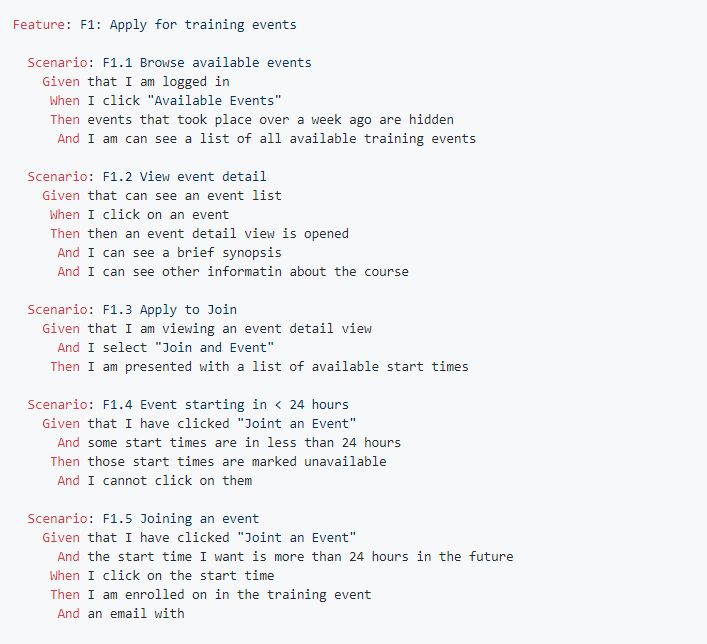 Feature: F1: Apply for training events
Scenario: F1.1 Browse available events
Given that I am logged in
When I click "Available Events"
Then events that took place over a week ago are hidden
And I am can see a list of all available training events
Scenario: F1.2 View event detail
Given that can see an event list
When I click on an event
Then then an event detail view is opened
And I can see a brief synopsis
And I can see other informatin about the course
Scenario: F1.3 Apply to Join
Given that I am viewing an event detail view
And I select "Join and Event"
Then I am presented with a list of available start times
Scenario: F1.4 Event starting in < 24 hours
Given that I have clicked "Joint an Event"
And some start times are in less than 24 hours
Then those start times are marked unavailable
And I cannot click on them
Scenario: F1.5 Joining an event
Given that I have clicked "Joint an Event"
And the start time I want is more than 24 hours in the future
When I click on the start time
Then I am enrolled on in the training event
And an email with